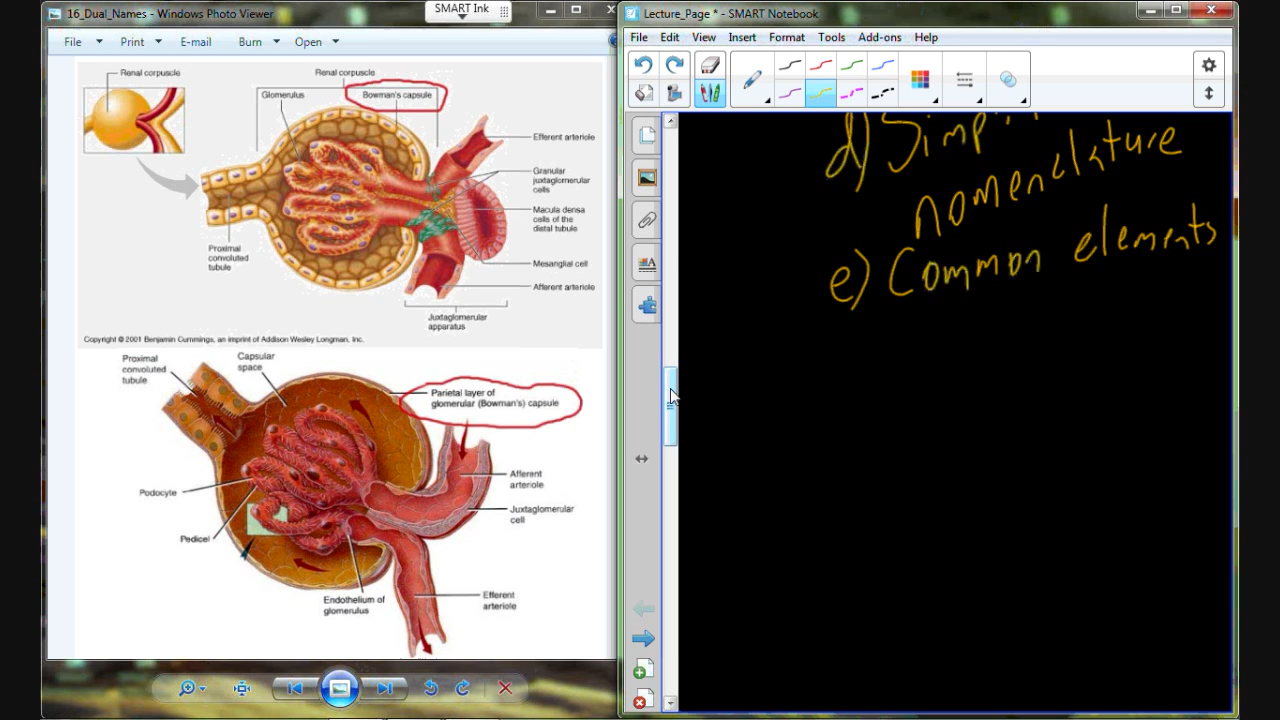 16_Dual_Names - Windows Photo Viewer
SMART Ink
File Print E-mail Burn Open
Renal corpuscle
Renal corpuscle
Glomerulus
Bowman's capsule
Efferent arteriole
Granular
juxtaglomerular
cells
Macula densa
cells of the
distal tubule
Proximal
convoluted
tubule
Mesanglial cell
Afferent arteriole
Juxtaglomerular
apparatus
Copyright © 2001 Benjamin Cummings, an imprint of Addison Wesley Longman, Inc.
Proximal
convoluted
tubule
Capsular
space
Parietal layer of
glomerular (Bowman's) capsule
Afferent
arteriole
Podocyte
Juxtaglomerular
cell
Pedicel
Endothelium of
glomerulus
Efferent
arteriole
Lecture_Page * - SMART Notebook
File Edit View Insert Format Tools Add-ons Help
d)
nomenclature
e) Common elements